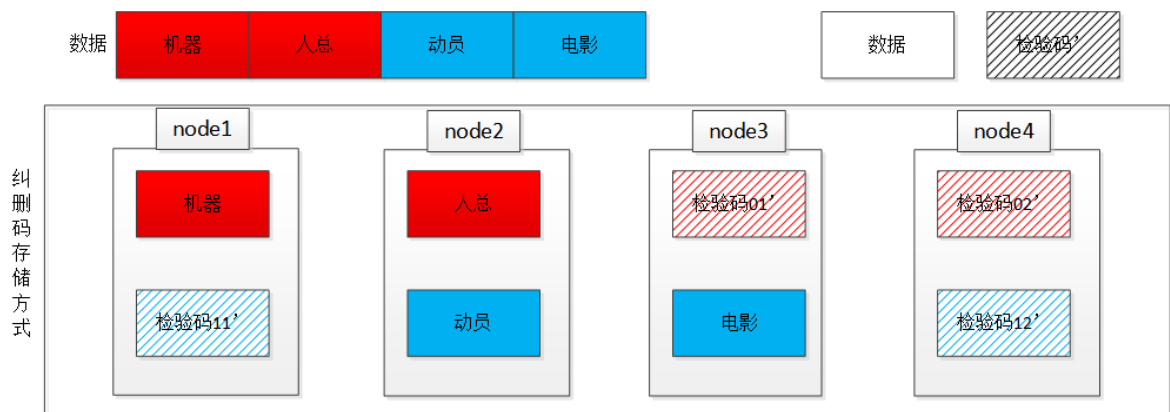 数据
机器
人总
动员
电影
数据
检验码’
纠删码存储方式
node1
node2
node3
node4
机器
人总
检验码01’
检验码02’
检验码11’
动员
电影
检验码12’